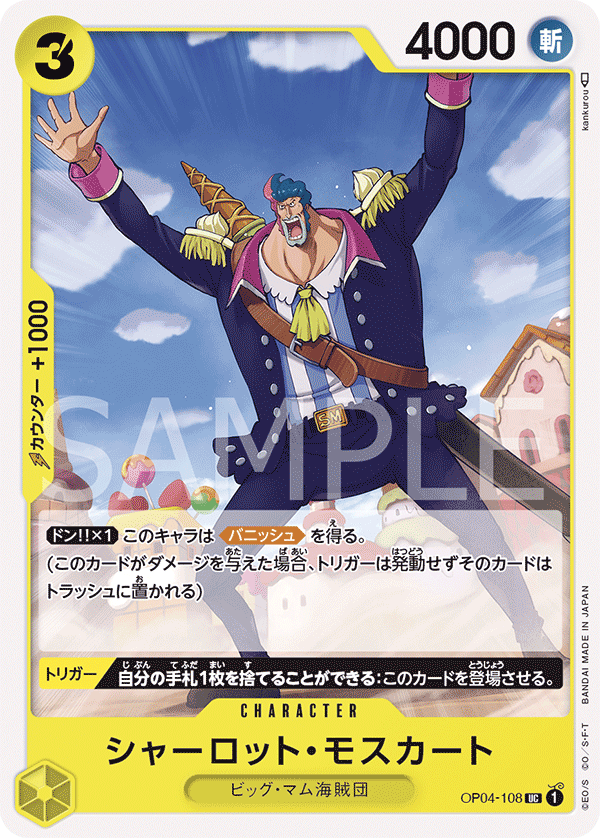 3
4000
斬
kankurou
カウンター +1000
SAMPLE
SM
ドン!!×1 このキャラは バニッシュ を得る。
(このカードがダメージを与えた場合、トリガーは発動せずそのカードは
トラッシュに置かれる)
トリガー 自分の手札1枚を捨てることができる:このカードを登場させる。
CHARACTER
シャーロット・モスカート
ビッグ・マム海賊団
OP04-108 UC 1
©EO/S ©O/S・F・T BANDAI MADE IN JAPAN